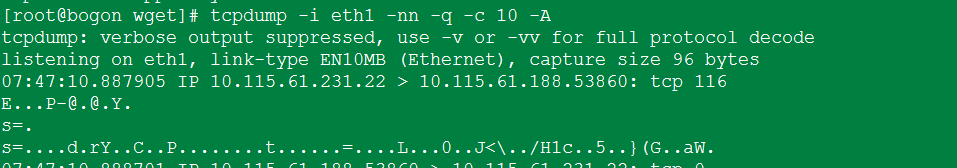 [root@bogon wget]# tcpdump -i eth1 -nn -q -c 10 -A
tcpdump: verbose output suppressed, use -v or -vv for full protocol decode
listening on eth1, link-type EN10MB (Ethernet), capture size 96 bytes
07:47:10.887905 IP 10.115.61.231.22 > 10.115.61.188.53860: tcp 116
E...P-@.@.Y.
s=.
s=....d.rY..C..P........t......=....L...0..J<\../H1c..5..}(G..aW.
07:47:10.888701 IP 10.115.61.188.53860 > 10.115.61.231.22: tcp 0